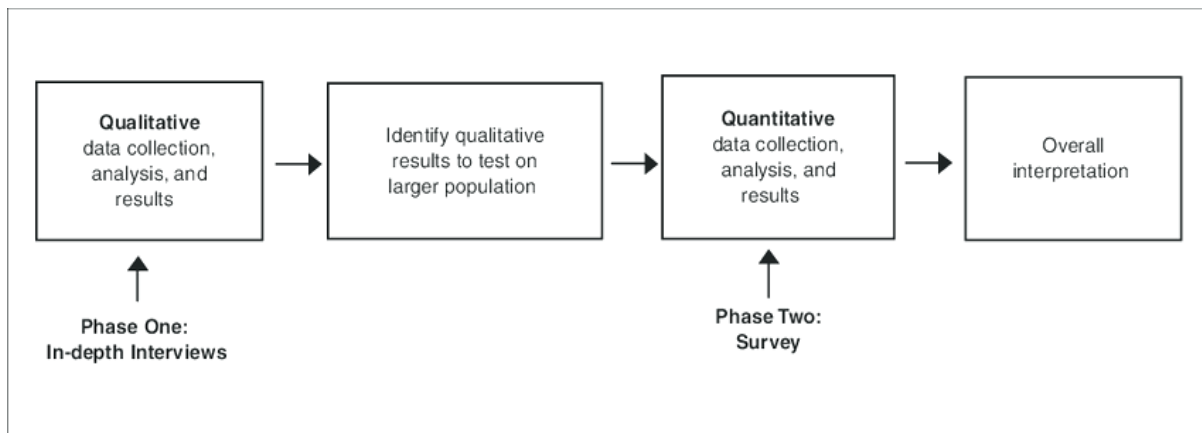 Qualitative
data collection,
analysis, and
results
Identify qualitative
results to test on
larger population
Quantitative
data collection,
analysis, and
results
Overall
interpretation
Phase One:
In-depth Interviews
Phase Two:
Survey